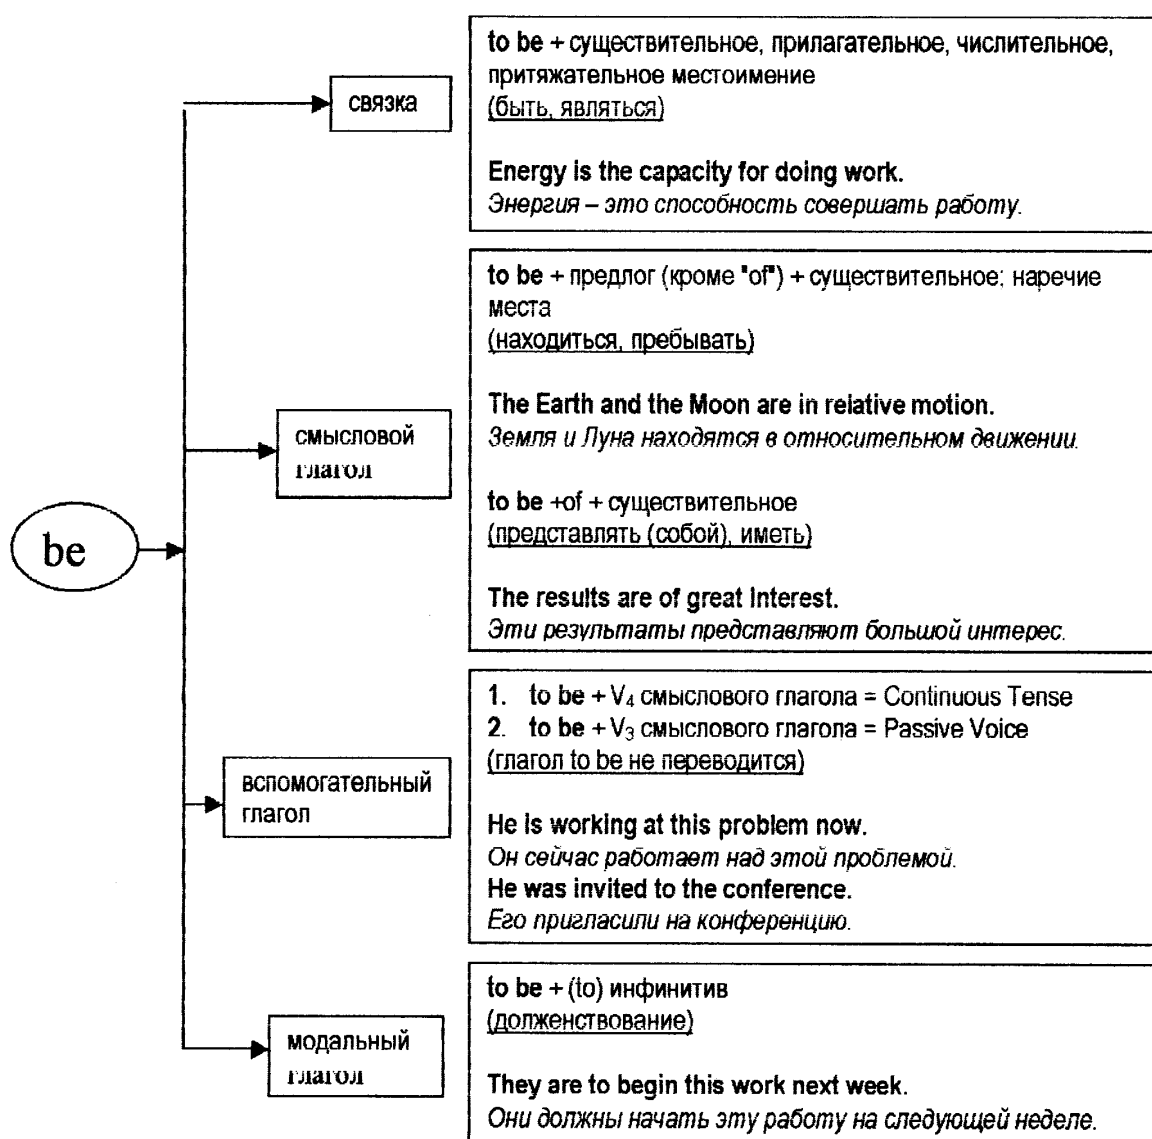 be
связка
to be + существительное, прилагательное, числительное,
притяжательное местоимение
(быть, являться)
Energy is the capacity for doing work.
Энергия – это способность совершать работу.
смысловой
глагол
to be + предлог (кроме "of") + существительное; наречие
места
(находиться, пребывать)
The Earth and the Moon are in relative motion.
Земля и Луна находятся в относительном движении.
to be +of + существительное
(представлять (собой), иметь)
The results are of great interest.
Эти результаты представляют большой интерес.
вспомогательный
глагол
1. to be + V₄ смыслового глагола = Continuous Tense
2. to be + V₃ смыслового глагола = Passive Voice
(глагол to be не переводится)
He is working at this problem now.
Он сейчас работает над этой проблемой.
He was invited to the conference.
Его пригласили на конференцию.
модальный
глагол
to be + (to) инфинитив
(долженствование)
They are to begin this work next week.
Они должны начать эту работу на следующей неделе.